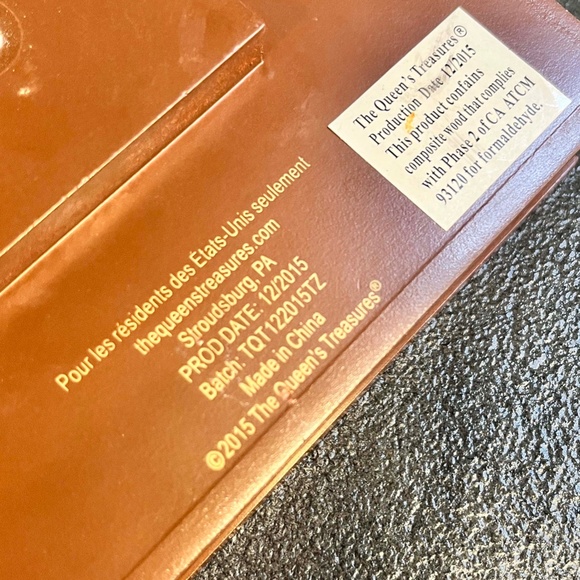 Pour les résidents des États-Unis seulement
thequeenstreasures.com
Stroudsburg, PA
PROD DATE: 12/2015
Batch: TQT122015TZ
Made in China
©2015 The Queen's Treasures®
The Queen's Treasures®
Production Date 12/2015
This product contains
composite wood that complies
with Phase 2 of CA ATCM
93120 for formaldehyde.